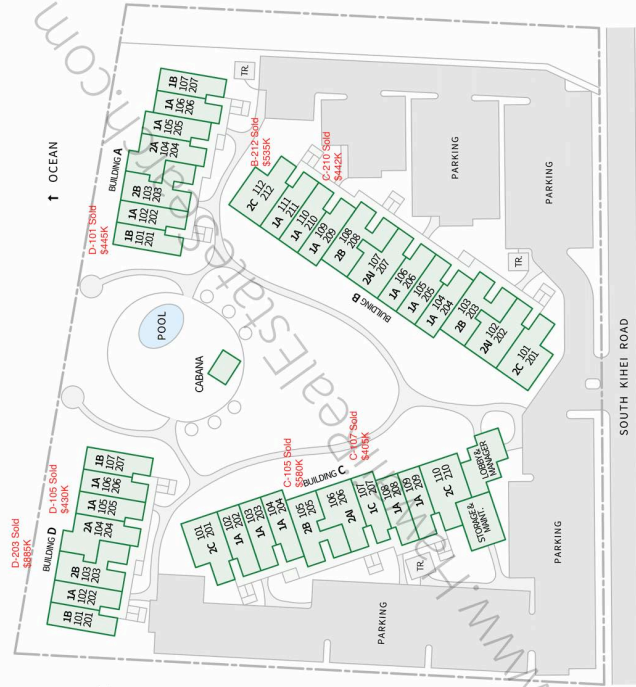 ↑ OCEAN
TR.
BUILDING A
1B 107 207
1A 106 206
1A 105 205
2A 104 204
2B 103 203
1A 102 202
1B 101 201
D-101 Sold
$445K
B-212 Sold
$535K
C-210 Sold
$442K
PARKING
PARKING
TR.
2C 112 212
1A 111 211
1A 110 210
1A 109 209
2B 108 208
2AI 107 207
1A 106 206
1A 105 205
1A 104 204
2B 103 203
2AI 102 202
2C 101 201
BUILDING B
POOL
CABANA
SOUTH KIHEI ROAD
C-105 Sold
$580K
C-107 Sold
$405K
BUILDING C
101 201 2C
102 202 1A
103 203 1A
104 204 1A
105 205 2B
106 206 2AI
107 207 1C
108 208 1A
109 209 1A
110 210 2C
LOBBY & MANAGER
STORAGE & MAINT.
TR.
D-105 Sold
$430K
D-203 Sold
$885K
BUILDING D
1B 107 207
1A 106 206
1A 105 205
2A 104 204
2B 103 203
1A 102 202
1B 101 201
PARKING
PARKING
www.HawaiiRealEstateSearch.com